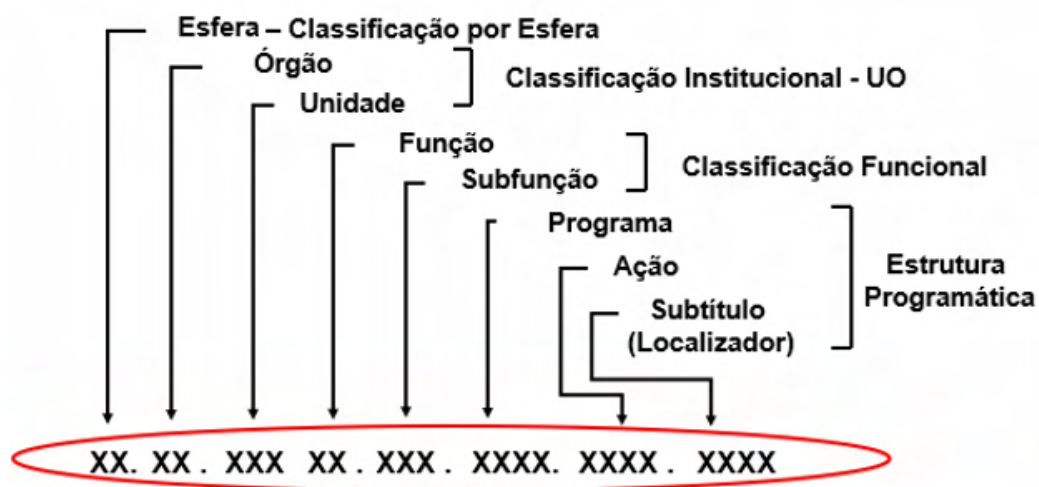 Esfera – Classificação por Esfera
Órgão
Classificação Institucional - UO
Unidade
Função
Classificação Funcional
Subfunção
Programa
Ação
Estrutura
Programática
Subtítulo
(Localizador)
XX. XX . XXX XX . XXX . XXXX. XXXX . XXXX